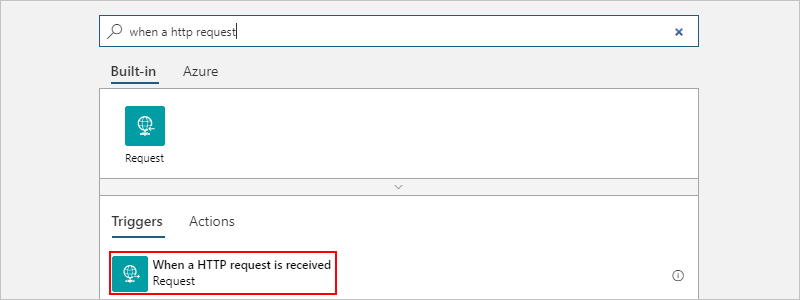 when a http request
Built-in Azure
Request
Triggers Actions
When a HTTP request is received
Request